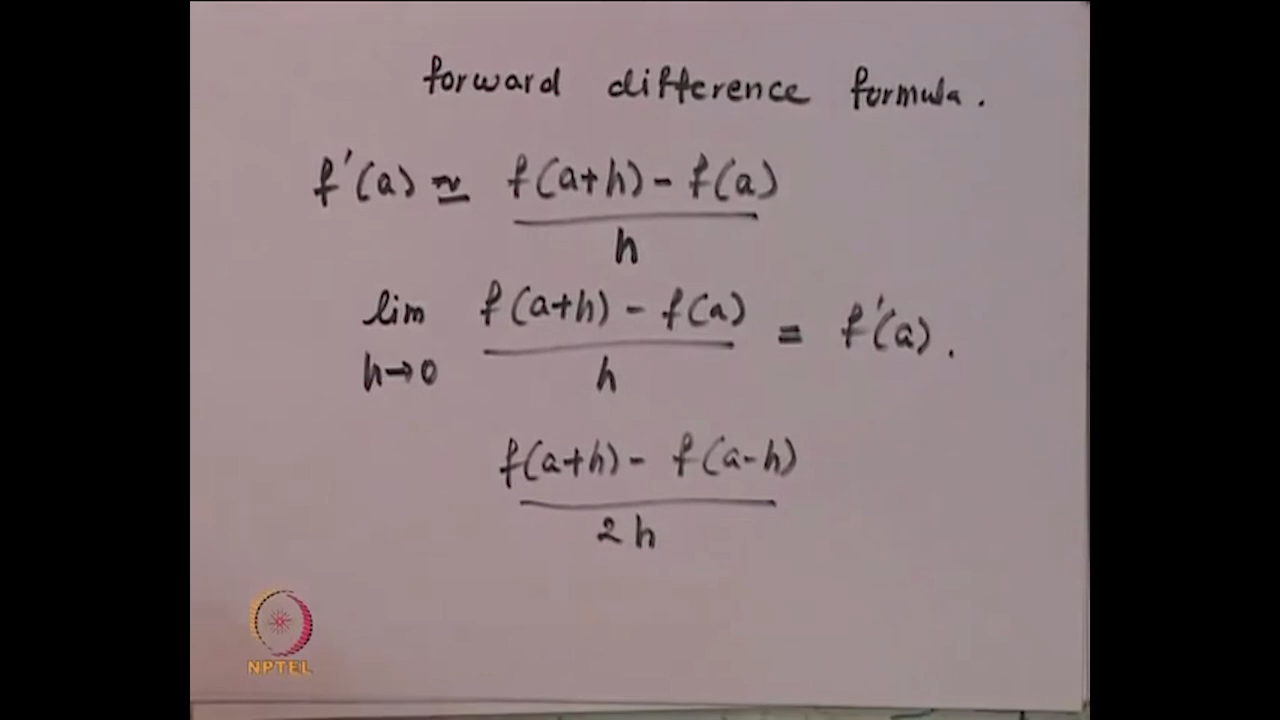 forward difference formula.
f'(a) ≃ f(a+h) - f(a)
h
lim f(a+h) - f(a) = f'(a).
h→0 h
f(a+h) - f(a-h)
2h
NPTEL